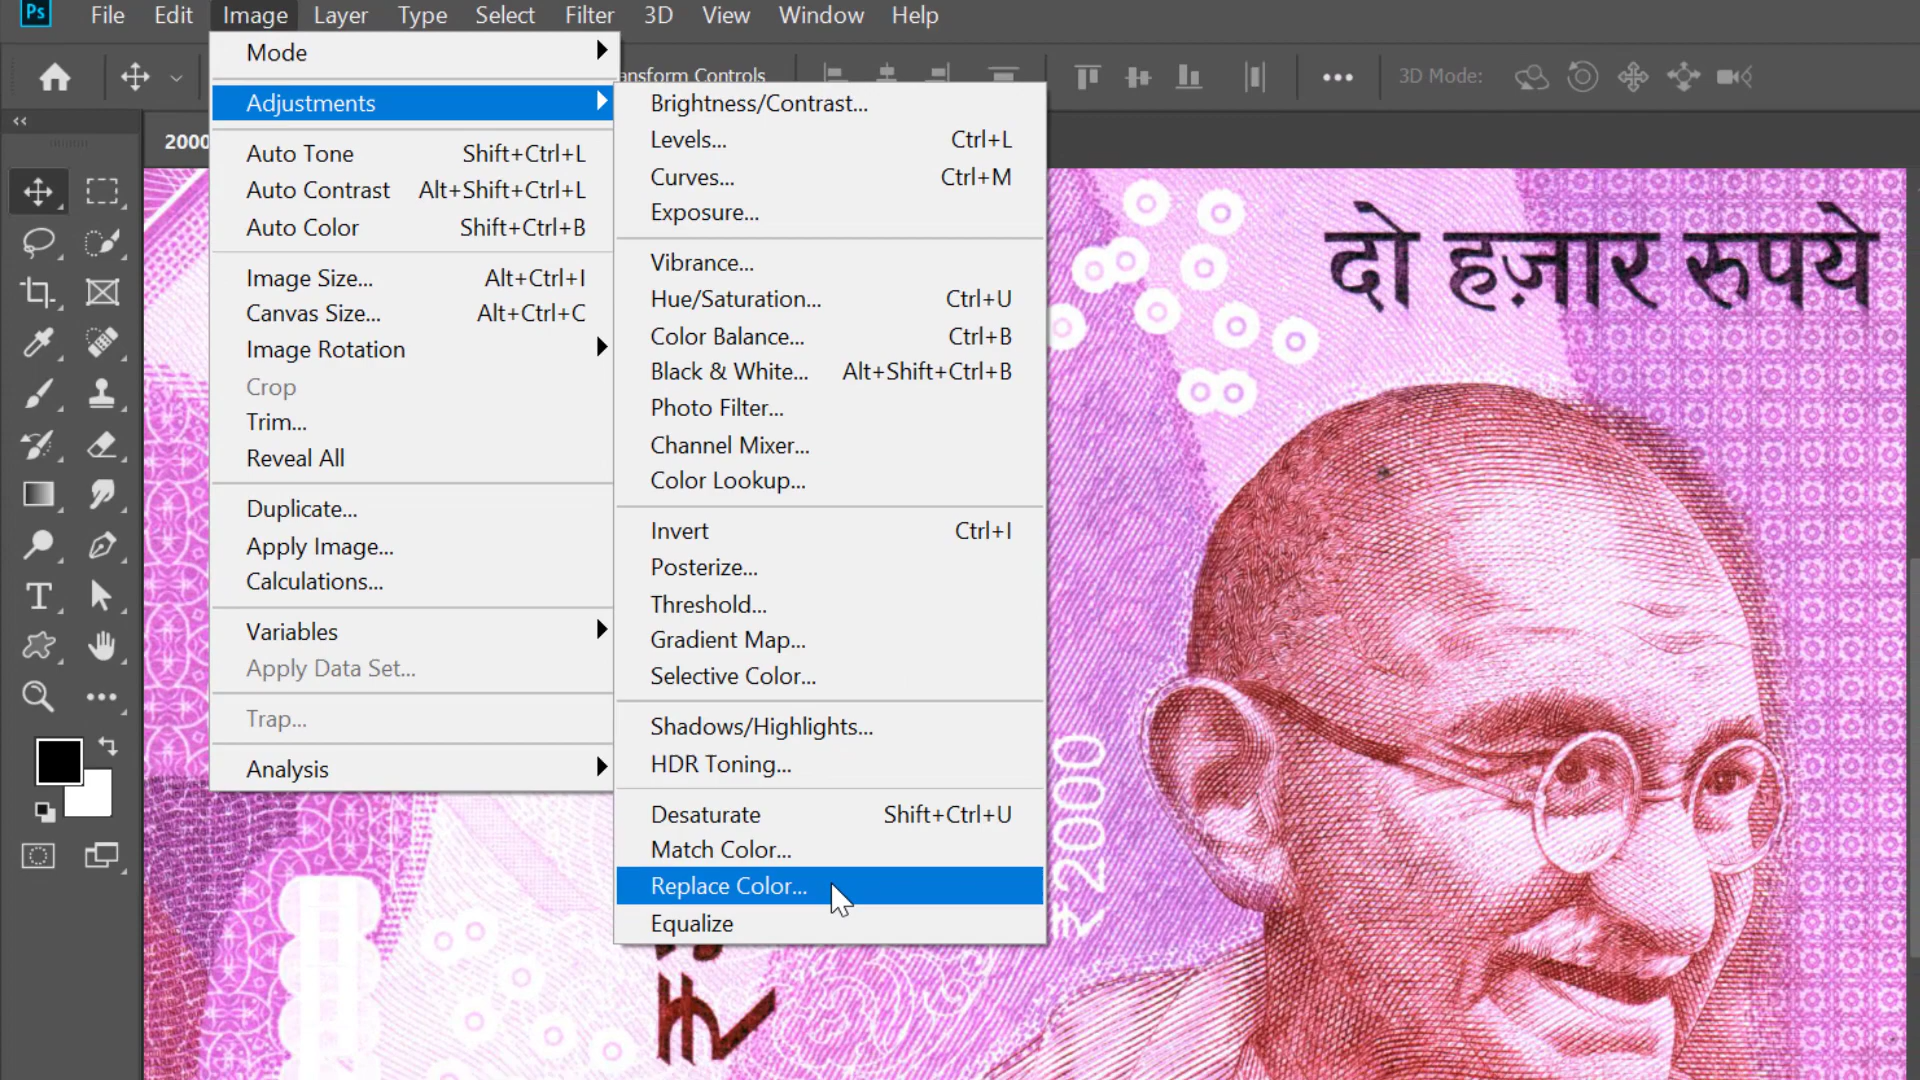 Ps File Edit Image Layer Type Select Filter 3D View Window Help
Mode
ansform Controls
3D Mode:
Adjustments
Auto Tone Shift+Ctrl+L
Auto Contrast Alt+Shift+Ctrl+L
Auto Color Shift+Ctrl+B
Image Size... Alt+Ctrl+I
Canvas Size... Alt+Ctrl+C
Image Rotation
Crop
Trim...
Reveal All
Duplicate...
Apply Image...
Calculations...
Variables
Apply Data Set...
Trap...
Analysis
Brightness/Contrast...
Levels... Ctrl+L
Curves... Ctrl+M
Exposure...
Vibrance...
Hue/Saturation... Ctrl+U
Color Balance... Ctrl+B
Black & White... Alt+Shift+Ctrl+B
Photo Filter...
Channel Mixer...
Color Lookup...
Invert Ctrl+I
Posterize...
Threshold...
Gradient Map...
Selective Color...
Shadows/Highlights...
HDR Toning...
Desaturate Shift+Ctrl+U
Match Color...
Replace Color...
Equalize
2000
दो हज़ार रुपये
₹2000
₹